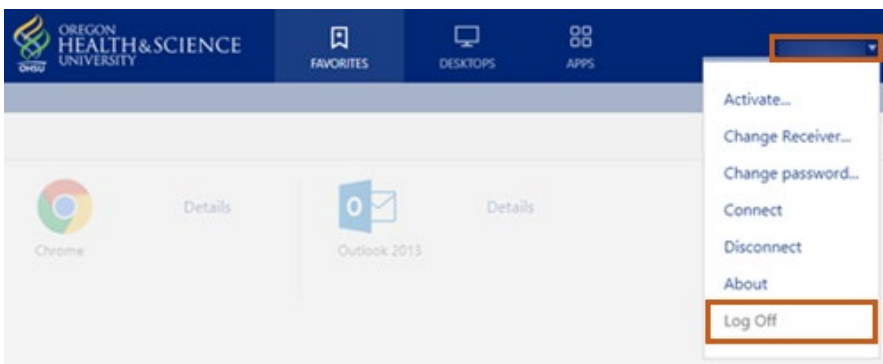 OREGON
HEALTH&SCIENCE
UNIVERSITY
OHSU
FAVORITES
DESKTOPS
APPS
Activate...
Change Receiver...
Change password...
Connect
Disconnect
About
Log Off
Details
Details
Chrome
Outlook 2013